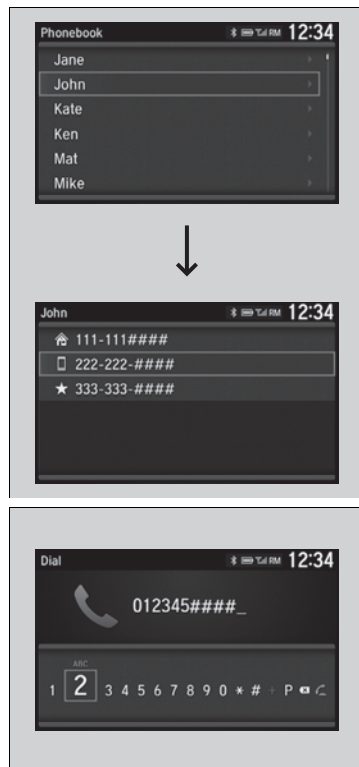 Phonebook 12:34
Jane
John
Kate
Ken
Mat
Mike
John 12:34
111-111####
222-222-####
333-333-####
Dial 12:34
012345####_
ABC
1 2 3 4 5 6 7 8 9 0 * # + P